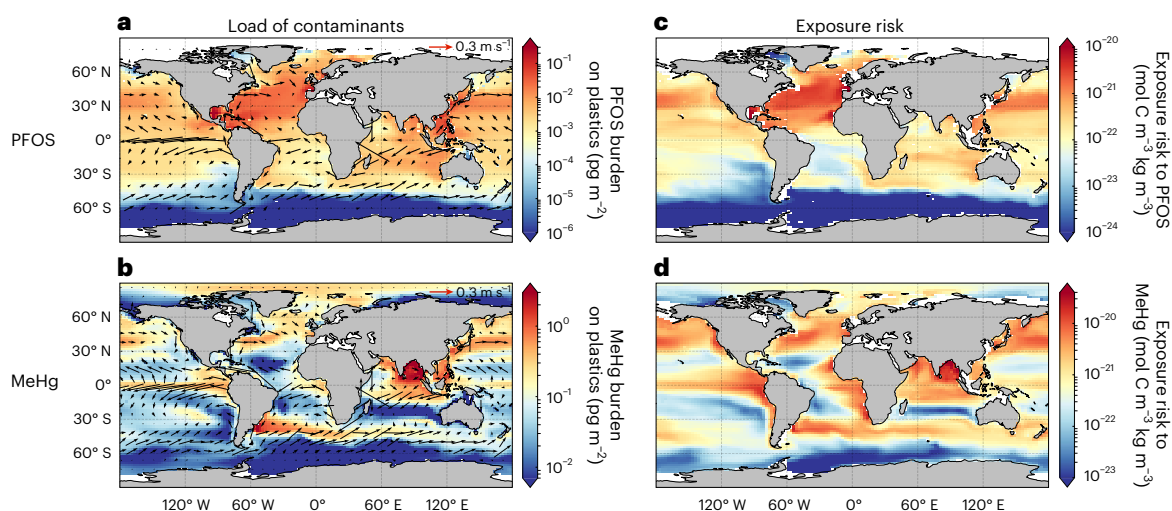 a
Load of contaminants
0.3 m s⁻¹
60° N
30° N
0°
30° S
60° S
PFOS
10⁻¹
10⁻²
10⁻³
10⁻⁴
10⁻⁵
10⁻⁶
PFOS burden
on plastics (pg m⁻²)
c
Exposure risk
10⁻²⁰
10⁻²¹
10⁻²²
10⁻²³
10⁻²⁴
Exposure risk to PFOS
(mol C m⁻³ kg m⁻³)
b
0.3 m s⁻¹
60° N
30° N
0°
30° S
60° S
MeHg
120° W
60° W
0°
60° E
120° E
10⁰
10⁻¹
10⁻²
MeHg burden
on plastics (pg m⁻²)
d
120° W
60° W
0°
60° E
120° E
10⁻²⁰
10⁻²¹
10⁻²²
10⁻²³
Exposure risk to
MeHg (mol C m⁻³ kg m⁻³)